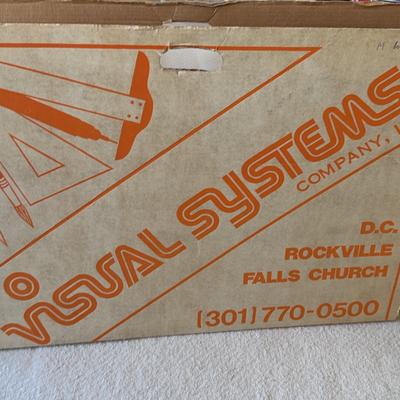 VISUAL SYSTEMS
COMPANY, I
D.C.
ROCKVILLE
FALLS CHURCH
(301) 770-0500